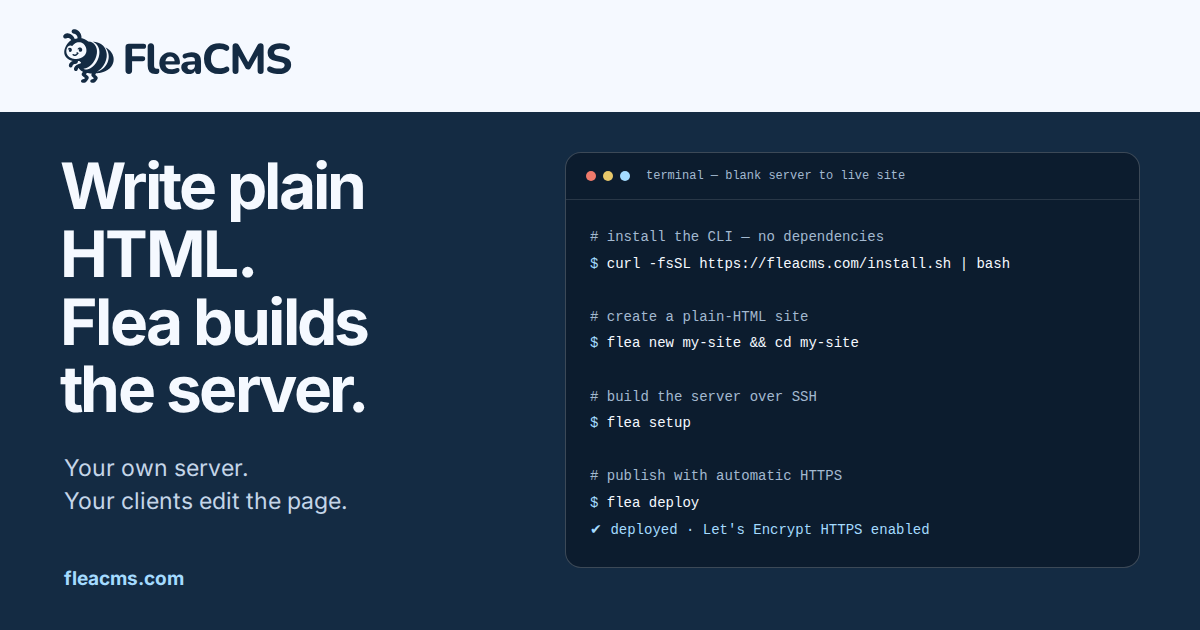 FleaCMS
Write plain
HTML.
Flea builds
the server.
Your own server.
Your clients edit the page.
fleacms.com
terminal — blank server to live site
# install the CLI — no dependencies
$ curl -fsSL https://fleacms.com/install.sh | bash
# create a plain-HTML site
$ flea new my-site && cd my-site
# build the server over SSH
$ flea setup
# publish with automatic HTTPS
$ flea deploy
✔ deployed · Let's Encrypt HTTPS enabled